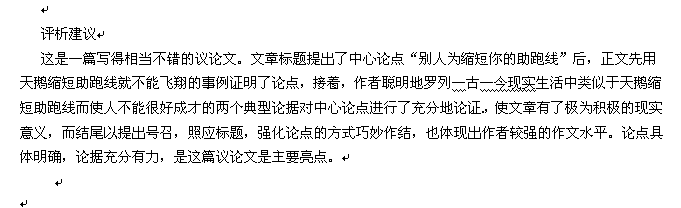 评析建议
这是一篇写得相当不错的议论文。文章标题提出了中心论点“别人为缩短你的助跑线”后，正文先用
天鹅缩短助跑线就不能飞翔的事例证明了论点，接着，作者聪明地罗列一古一今现实生活中类似于天鹅缩
短助跑线而使人不能很好成才的两个典型论据对中心论点进行了充分地论证。使文章有了极为积极的现实
意义，而结尾以提出号召，照应标题，强化论点的方式巧妙作结，也体现出作者较强的作文水平。论点具
体明确，论据充分有力，是这篇议论文是主要亮点。